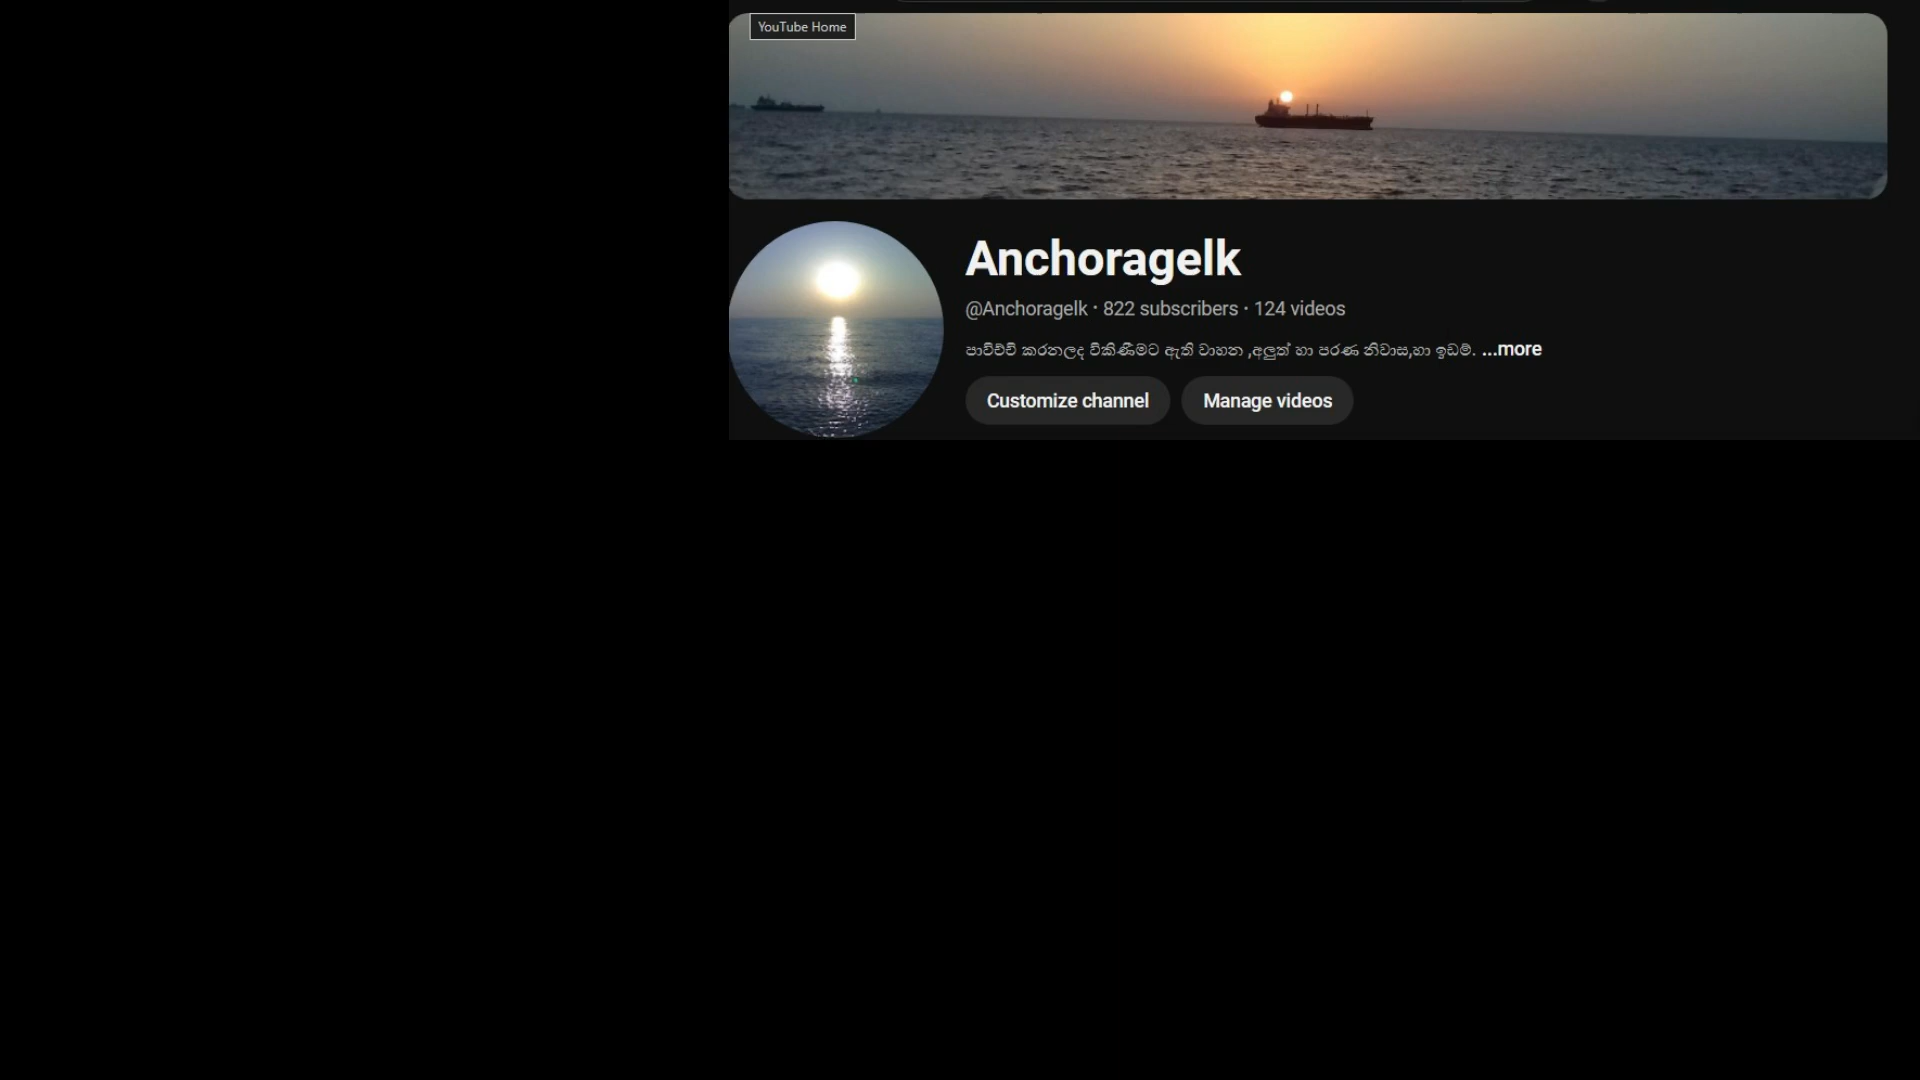 YouTube Home
Anchoragelk
@Anchoragelk · 822 subscribers · 124 videos
පාවිච්චි කරනලද විකිණීමට ඇති වාහන ,අලුත් හා පරණ නිවාස,හා ඉඩම්. ...more
Customize channel Manage videos